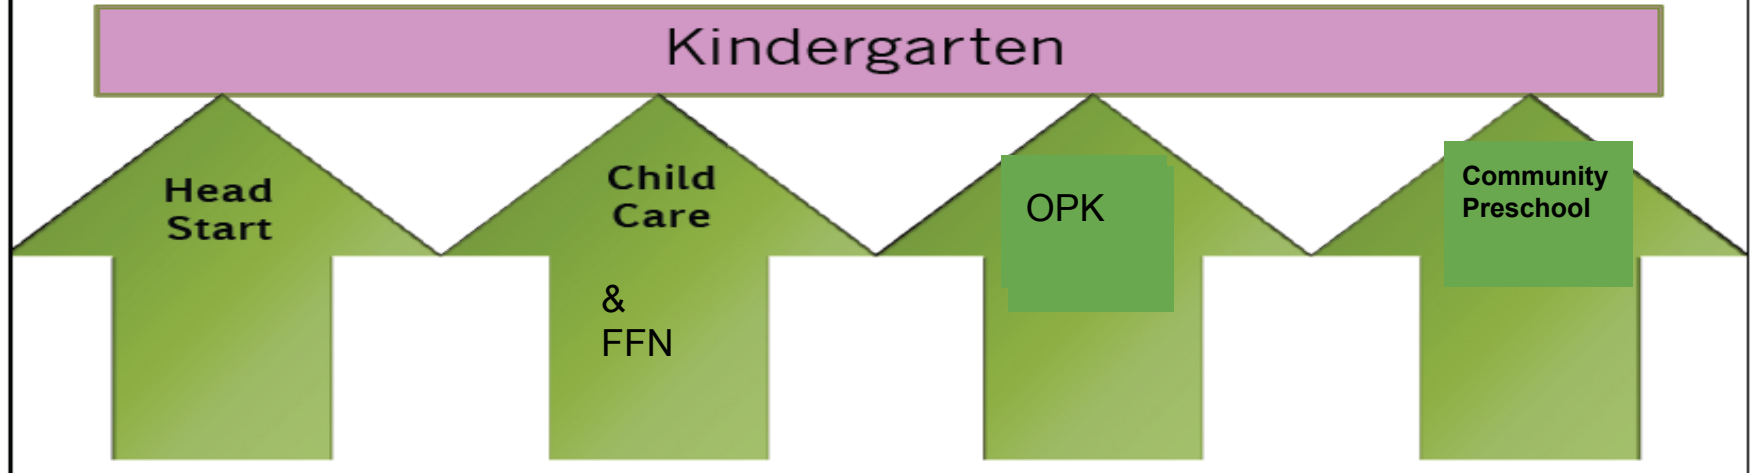 Kindergarten
Head
Start
Child
Care
&
FFN
OPK
Community
Preschool